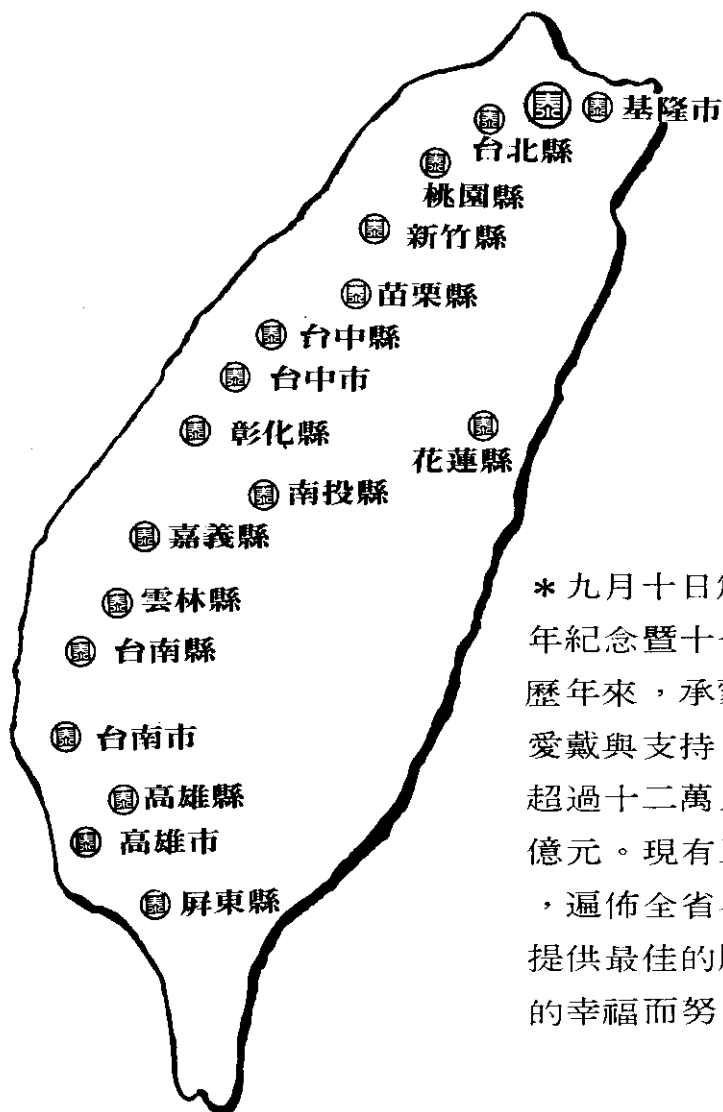 基隆市
台北縣
桃園縣
新竹縣
苗栗縣
台中縣
台中市
彰化縣
花蓮縣
南投縣
嘉義縣
雲林縣
台南縣
台南市
高雄縣
高雄市
屏東縣
*九月十日
年紀念暨十
歷年來，承
愛戴與支持
超過十二萬
億元。現有
，遍佈全省
提供最佳的
的幸福而努